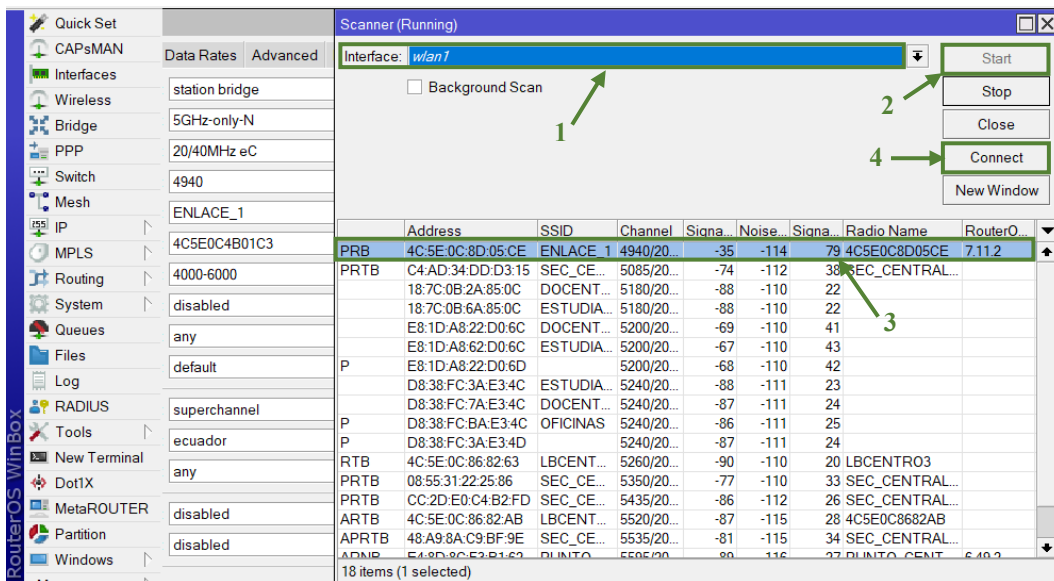 Quick Set
CAPsMAN
Interfaces
Wireless
Bridge
PPP
Switch
Mesh
IP
MPLS
Routing
System
Queues
Files
Log
RADIUS
Tools
New Terminal
Dot1X
MetaROUTER
Partition
Windows
RouterOS WinBox
Data Rates Advanced
station bridge
5GHz-only-N
20/40MHz eC
4940
ENLACE_1
4C5E0C4B01C3
4000-6000
disabled
any
default
superchannel
ecuador
any
disabled
disabled
Scanner (Running)
Interface: wlan1
Background Scan
Start
Stop
Close
Connect
New Window
1
2
4
3
Address SSID Channel Signa... Noise... Signa... Radio Name RouterO...
PRB 4C:5E:0C:8D:05:CE ENLACE_1 4940/20... -35 -114 79 4C5E0C8D05CE 7.11.2
PRTB C4:AD:34:DD:D3:15 SEC_CE... 5085/20... -74 -112 38 SEC_CENTRAL...
18:7C:0B:2A:85:0C DOCENT... 5180/20... -88 -110 22
18:7C:0B:6A:85:0C ESTUDIA... 5180/20... -88 -110 22
E8:1D:A8:22:D0:6C DOCENT... 5200/20... -69 -110 41
E8:1D:A8:62:D0:6C ESTUDIA... 5200/20... -67 -110 43
P E8:1D:A8:22:D0:6D 5200/20... -68 -110 42
D8:38:FC:3A:E3:4C ESTUDIA... 5240/20... -88 -111 23
D8:38:FC:7A:E3:4C DOCENT... 5240/20... -87 -111 24
P D8:38:FC:BA:E3:4C OFICINAS 5240/20... -86 -111 25
P D8:38:FC:3A:E3:4D 5240/20... -87 -111 24
RTB 4C:5E:0C:86:82:63 LBCENT... 5260/20... -90 -110 20 LBCENTRO3
PRTB 08:55:31:22:25:86 SEC_CE... 5350/20... -77 -110 33 SEC_CENTRAL...
PRTB CC:2D:E0:C4:B2:FD SEC_CE... 5435/20... -86 -112 26 SEC_CENTRAL...
ARTB 4C:5E:0C:86:82:AB LBCENT... 5520/20... -87 -115 28 4C5E0C8682AB
APRTB 48:A9:8A:C9:BF:9E SEC_CE... 5535/20... -81 -115 34 SEC_CENTRAL...
18 items (1 selected)